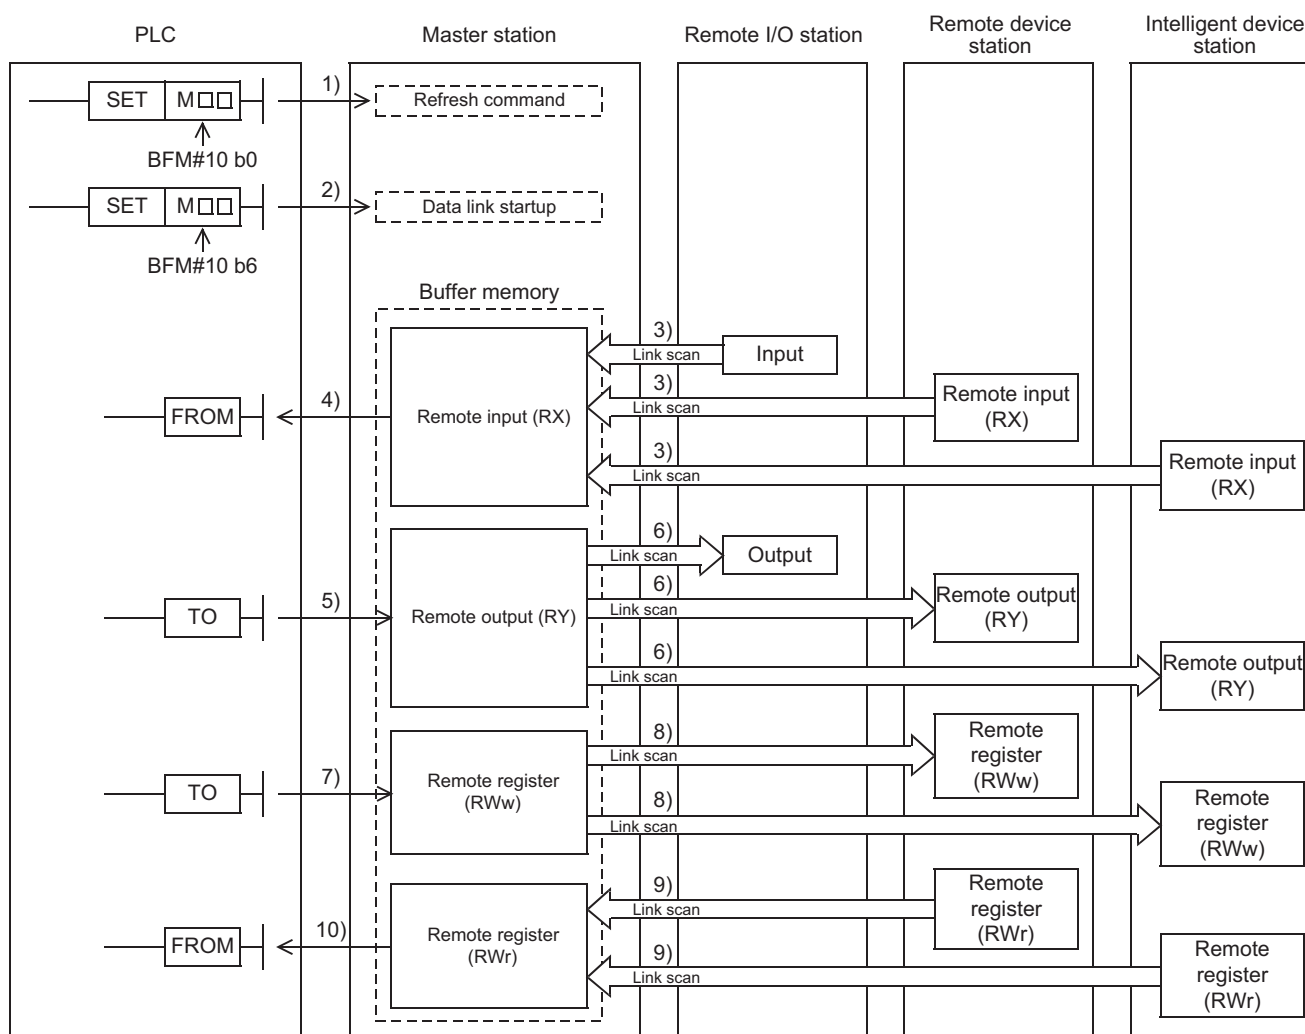 PLC
Master station
Remote I/O station
Remote device
station
Intelligent device
station
SET M□□
1)
Refresh command
BFM#10 b0
SET M□□
2)
Data link startup
BFM#10 b6
Buffer memory
3)
Link scan
Input
3)
Link scan
Remote input
(RX)
FROM
4)
Remote input (RX)
3)
Link scan
Remote input
(RX)
6)
Link scan
Output
6)
Link scan
Remote output
(RY)
TO
5)
Remote output (RY)
6)
Link scan
Remote output
(RY)
8)
Link scan
Remote
register
(RWw)
TO
7)
Remote register
(RWw)
8)
Link scan
Remote
register
(RWw)
9)
Link scan
Remote
register
(RWr)
FROM
10)
Remote register
(RWr)
9)
Link scan
Remote
register
(RWr)